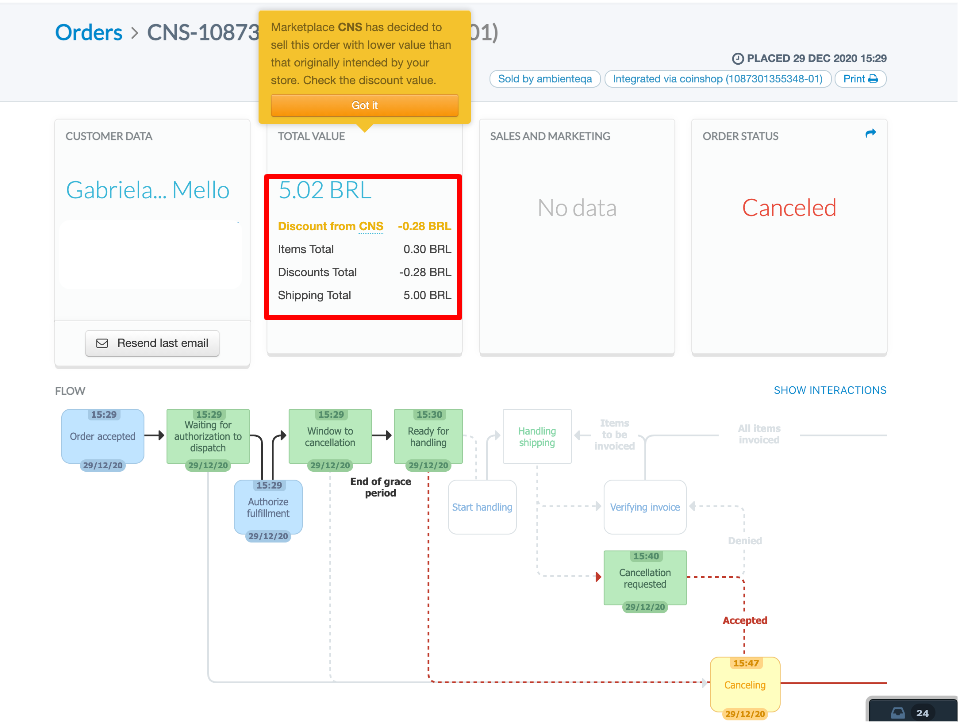 Orders > CNS-10873 01)
Marketplace CNS has decided to
sell this order with lower value than
that originally intended by your
store. Check the discount value.
Got it
PLACED 29 DEC 2020 15:29
Sold by ambienteqa
Integrated via coinshop (1087301355348-01)
Print
CUSTOMER DATA
Gabriela... Mello
Resend last email
TOTAL VALUE
5.02 BRL
Discount from CNS -0.28 BRL
Items Total 0.30 BRL
Discounts Total -0.28 BRL
Shipping Total 5.00 BRL
SALES AND MARKETING
No data
ORDER STATUS
Canceled
FLOW
SHOW INTERACTIONS
15:29
Order accepted
29/12/20
15:29
Waiting for
authorization to
dispatch
29/12/20
15:29
Authorize
fulfillment
29/12/20
15:29
Window to
cancellation
29/12/20
End of grace
period
15:30
Ready for
handling
29/12/20
Start handling
Handling
shipping
Items
to be
invoiced
All items
invoiced
Verifying invoice
Denied
15:40
Cancellation
requested
29/12/20
Accepted
15:47
Canceling
29/12/20
24